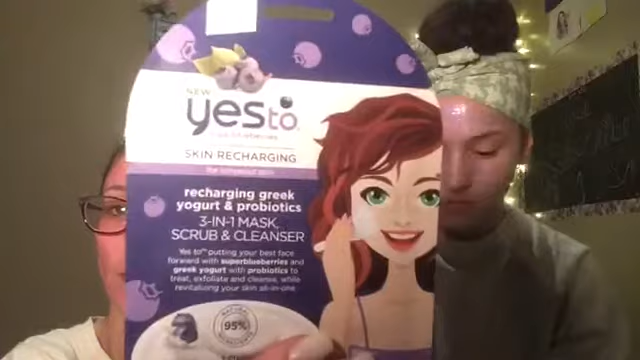 NEW
yes to
SKIN RECHARGING
recharging greek
yogurt & probiotics
3-IN-1 MASK,
SCRUB & CLEANSER
Yes to™ putting your best face
forward with superblueberries and
greek yogurt with probiotics to
treat, exfoliate and cleanse, while
revitalizing your skin all-in-one
95%